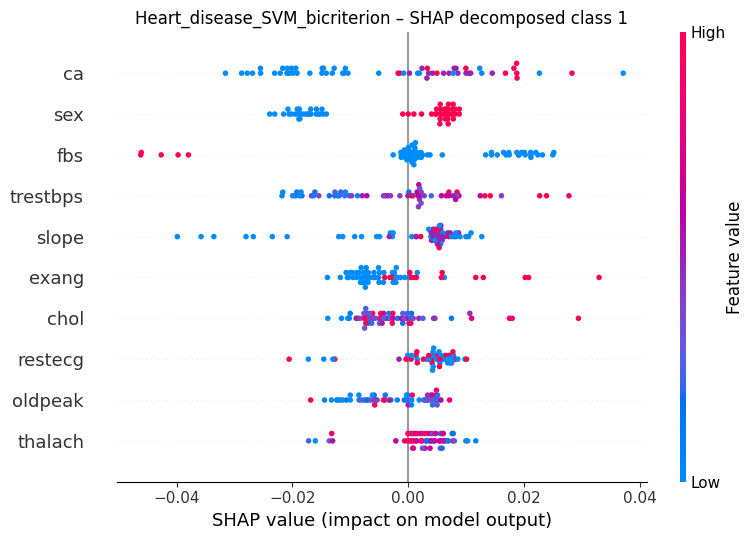 Heart_disease_SVM_bicriterion – SHAP decomposed class 1
High
ca
sex
fbs
trestbps
slope
exang
chol
restecg
oldpeak
thalach
Feature value
Low
−0.04 −0.02 0.00 0.02 0.04
SHAP value (impact on model output)